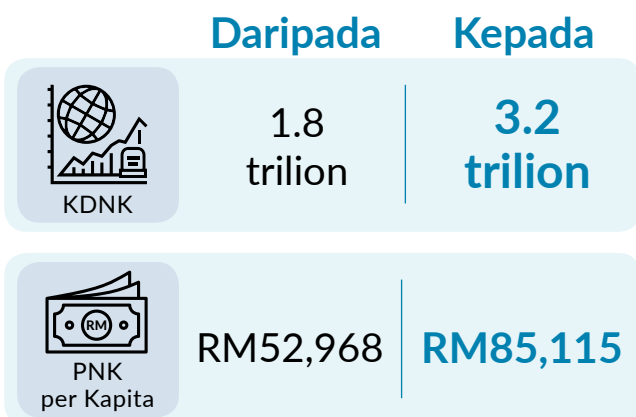 Daripada Kepada
1.8
trilion
3.2
trilion
KDNK
RM
RM52,968
RM85,115
PNK
per Kapita